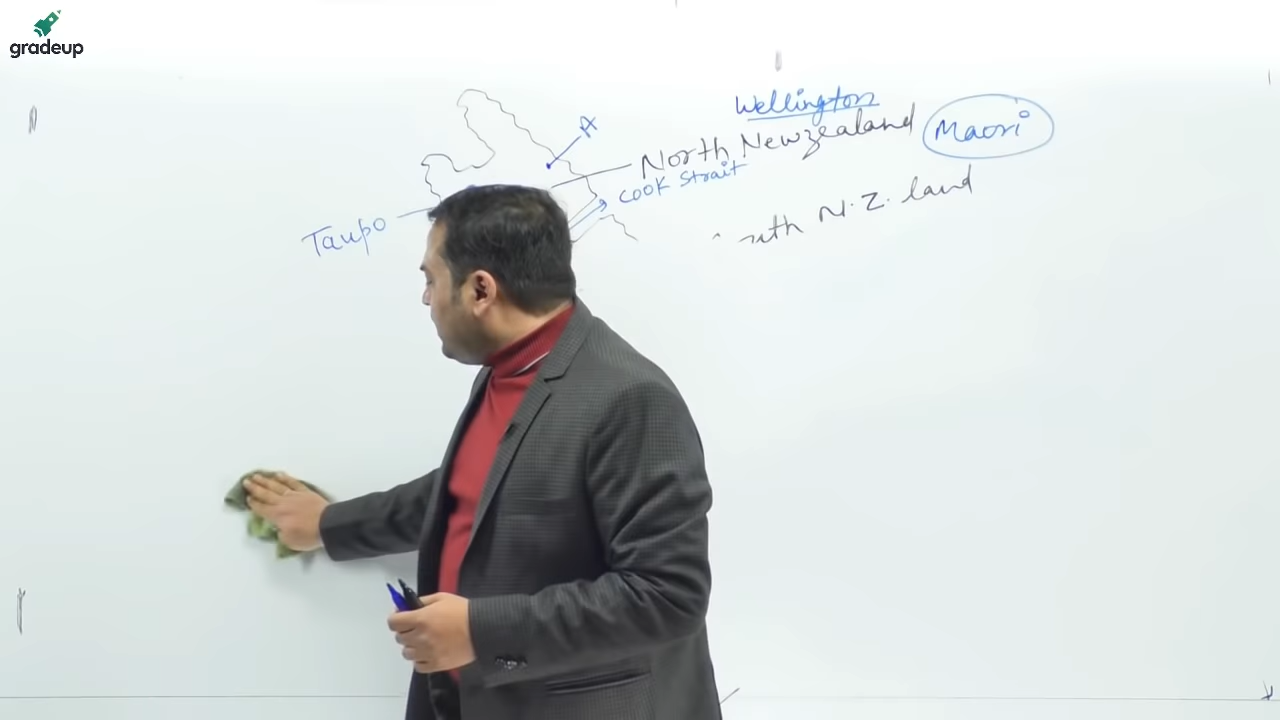 gradeup
Wellington
North Newzealand
Maori
A
Cook Strait
Taupo
N.Z. land